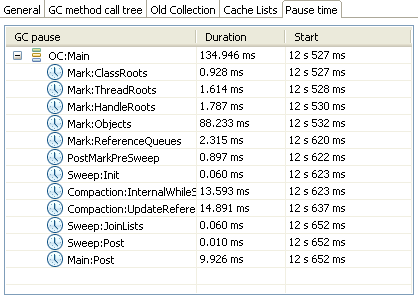 General GC method call tree Old Collection Cache Lists Pause time
GC pause Duration Start
OC:Main 134.946 ms 12 s 527 ms
Mark:ClassRoots 0.928 ms 12 s 527 ms
Mark:ThreadRoots 1.614 ms 12 s 528 ms
Mark:HandleRoots 1.787 ms 12 s 530 ms
Mark:Objects 88.233 ms 12 s 532 ms
Mark:ReferenceQueues 2.315 ms 12 s 620 ms
PostMarkPreSweep 0.897 ms 12 s 622 ms
Sweep:Init 0.060 ms 12 s 623 ms
Compaction:InternalWhileS 13.593 ms 12 s 623 ms
Compaction:UpdateRefere 14.891 ms 12 s 637 ms
Sweep:JoinLists 0.060 ms 12 s 652 ms
Sweep:Post 0.010 ms 12 s 652 ms
Main:Post 9.926 ms 12 s 652 ms